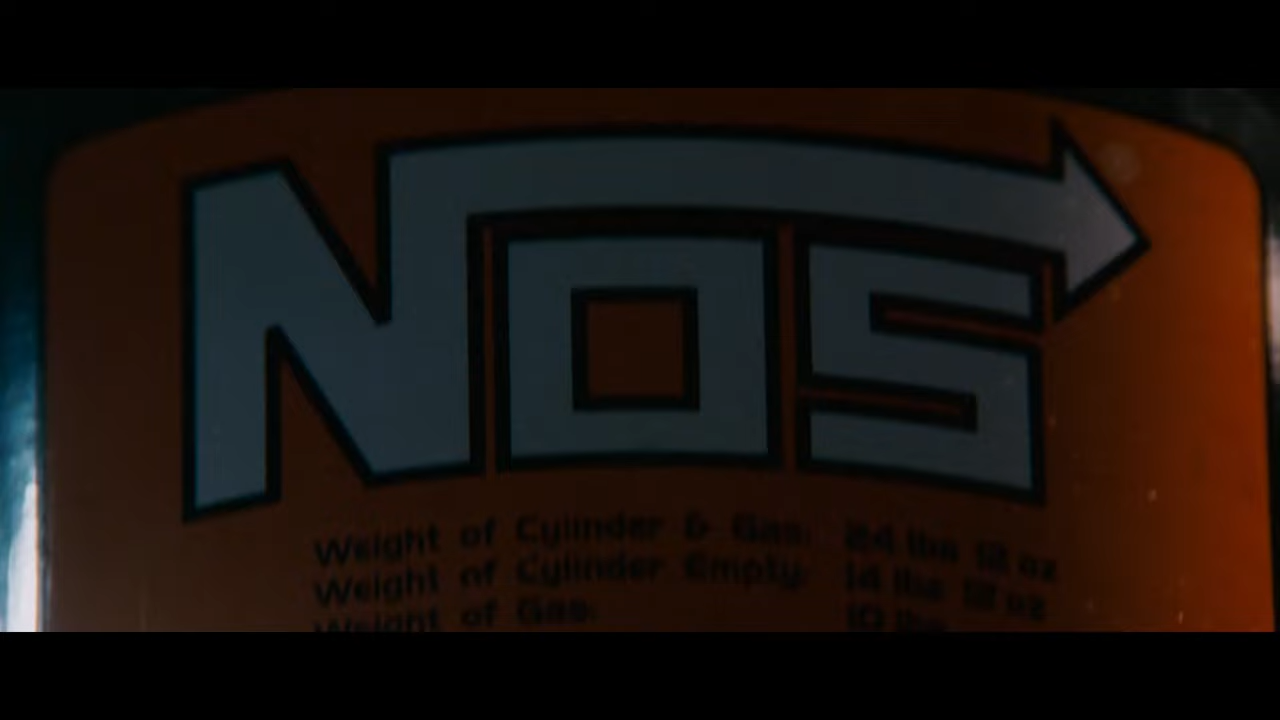 NOS
Weight of Cylinder & Gas: 24 lbs 12 oz
Weight of Cylinder Empty: 14 lbs 12 oz
Weight of Gas: 10 lbs